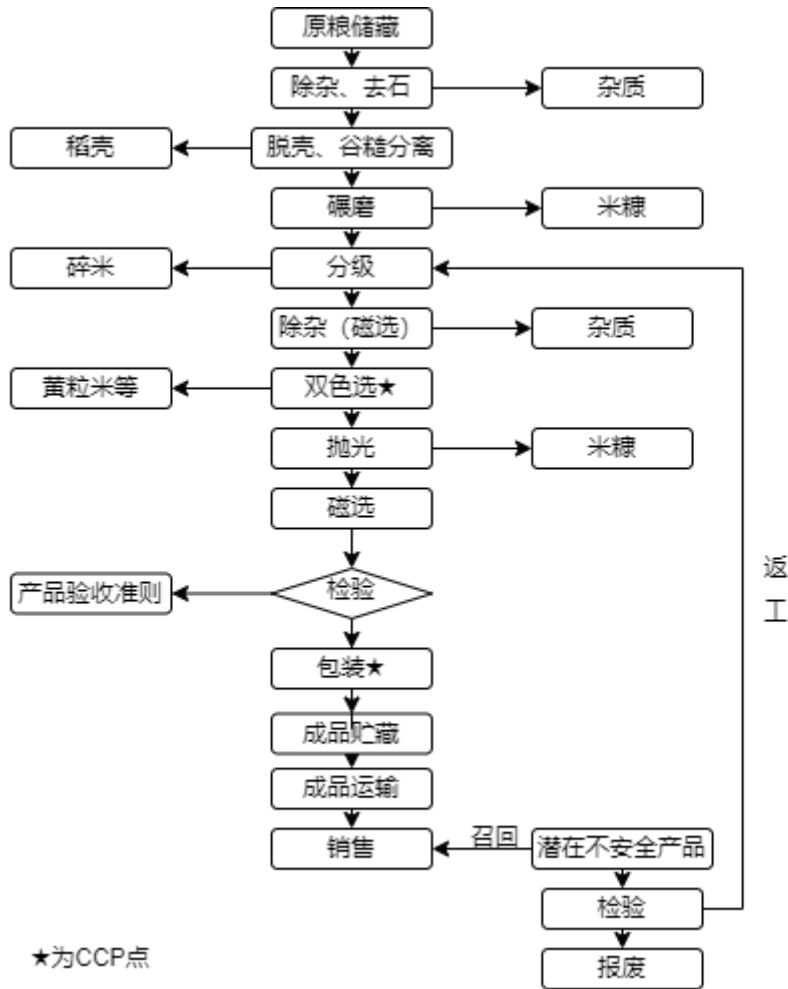 原粮储藏
除杂、去石
杂质
稻壳
脱壳、谷糙分离
碾磨
米糠
碎米
分级
除杂（磁选）
杂质
黄粒米等
双色选★
抛光
米糠
磁选
返工
产品验收准则
检验
包装★
成品贮藏
成品运输
销售
召回
潜在不安全产品
检验
★为CCP点
报废